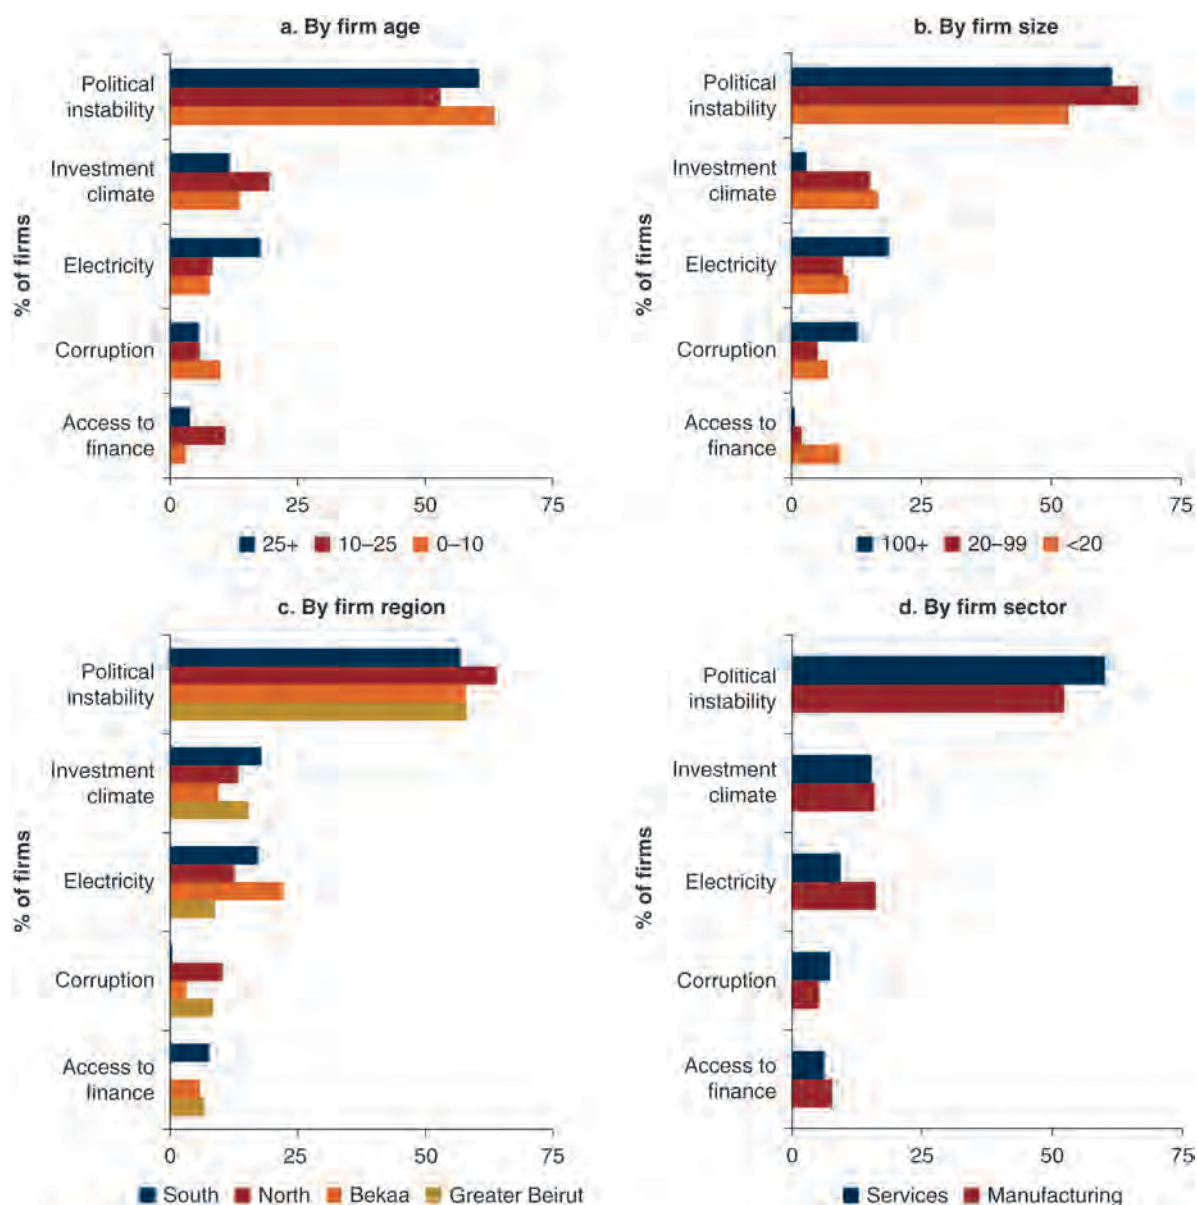 a. By firm age
% of firms
Political
instability
Investment
climate
Electricity
Corruption
Access to
finance
0 25 50 75
25+ 10–25 0–10
b. By firm size
% of firms
Political
instability
Investment
climate
Electricity
Corruption
Access to
finance
0 25 50 75
100+ 20–99 <20
c. By firm region
% of firms
Political
instability
Investment
climate
Electricity
Corruption
Access to
finance
0 25 50 75
South North Bekaa Greater Beirut
d. By firm sector
% of firms
Political
instability
Investment
climate
Electricity
Corruption
Access to
finance
0 25 50 75
Services Manufacturing